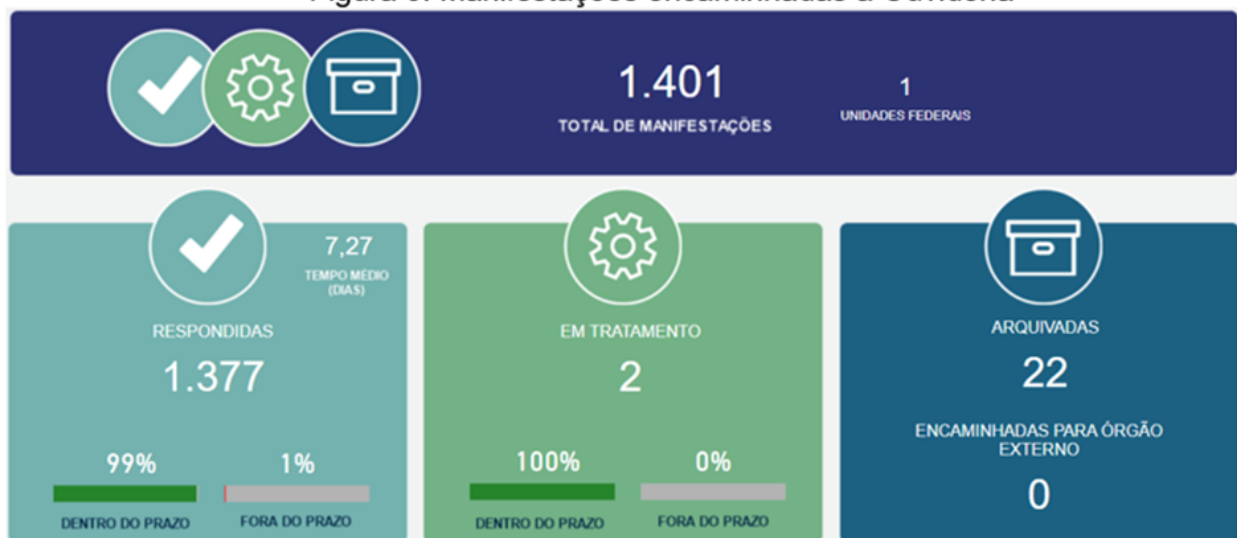 1.401
TOTAL DE MANIFESTAÇÕES
1
UNIDADES FEDERAIS
7,27
TEMPO MÉDIO
(DIAS)
RESPONDIDAS
1.377
99%
1%
DENTRO DO PRAZO
FORA DO PRAZO
EM TRATAMENTO
2
100%
0%
DENTRO DO PRAZO
FORA DO PRAZO
ARQUIVADAS
22
ENCAMINHADAS PARA ÓRGÃO
EXTERNO
0